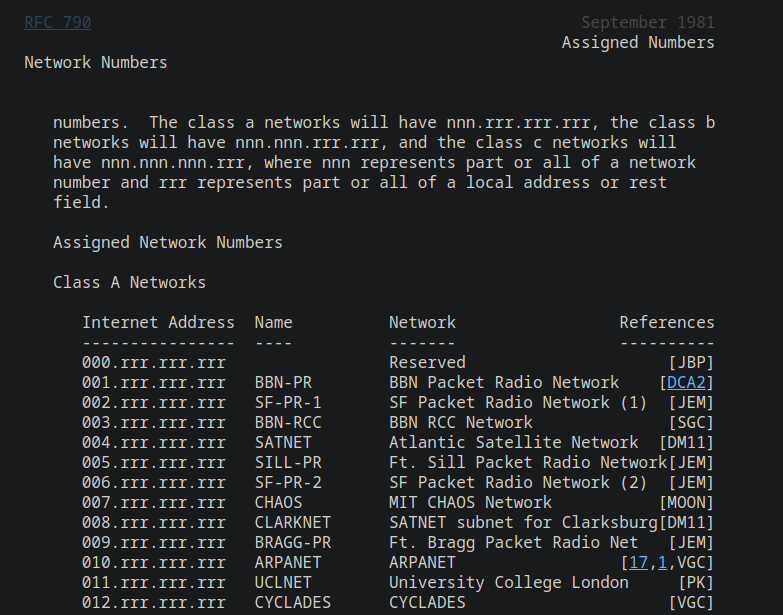 RFC 790                                                   September 1981
                                                        Assigned Numbers
Network Numbers
   numbers.  The class a networks will have nnn.rrr.rrr.rrr, the class b
   networks will have nnn.nnn.rrr.rrr, and the class c networks will
   have nnn.nnn.nnn.rrr, where nnn represents part or all of a network
   number and rrr represents part or all of a local address or rest
   field.
   Assigned Network Numbers
   Class A Networks
      Internet Address  Name          Network                 References
      ----------------  ----          -------                 ----------
      000.rrr.rrr.rrr                 Reserved                     [JBP]
      001.rrr.rrr.rrr   BBN-PR        BBN Packet Radio Network    [DCA2]
      002.rrr.rrr.rrr   SF-PR-1       SF Packet Radio Network (1)  [JEM]
      003.rrr.rrr.rrr   BBN-RCC       BBN RCC Network              [SGC]
      004.rrr.rrr.rrr   SATNET        Atlantic Satellite Network  [DM11]
      005.rrr.rrr.rrr   SILL-PR       Ft. Sill Packet Radio Network[JEM]
      006.rrr.rrr.rrr   SF-PR-2       SF Packet Radio Network (2)  [JEM]
      007.rrr.rrr.rrr   CHAOS         MIT CHAOS Network           [MOON]
      008.rrr.rrr.rrr   CLARKNET      SATNET subnet for Clarksburg[DM11]
      009.rrr.rrr.rrr   BRAGG-PR      Ft. Bragg Packet Radio Net   [JEM]
      010.rrr.rrr.rrr   ARPANET       ARPANET                 [17,1,VGC]
      011.rrr.rrr.rrr   UCLNET        University College London     [PK]
      012.rrr.rrr.rrr   CYCLADES      CYCLADES                     [VGC]